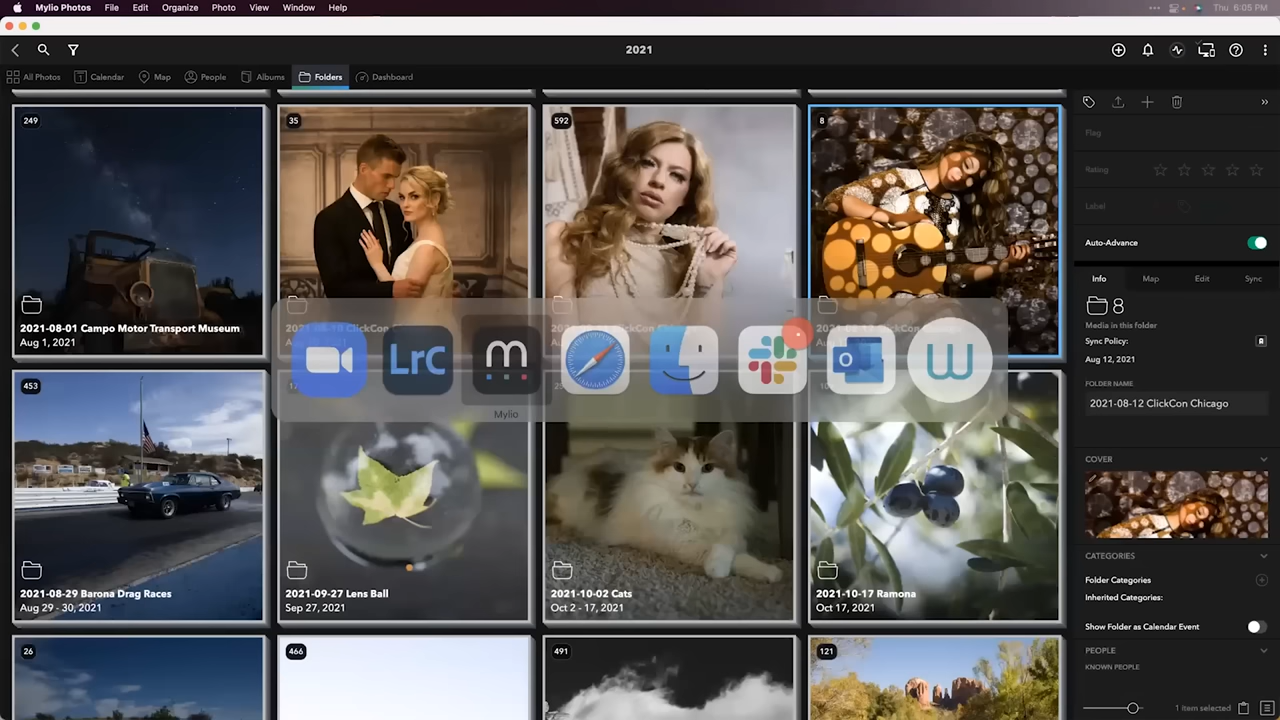 Mylio Photos File Edit Organize Photo View Window Help Thu 6:05 PM
2021
All Photos Calendar Map People Albums Folders Dashboard
249
35
592
8
Flag
Rating
Label
Auto-Advance
Info Map Edit Sync
8
Media in this folder
Sync Policy:
Aug 12, 2021
FOLDER NAME
2021-08-12 ClickCon Chicago
2021-08-01 Campo Motor Transport Museum
Aug 1, 2021
LrC
m
Mylio
O
W
453
2021-08-29 Barona Drag Races
Aug 29 - 30, 2021
2021-09-27 Lens Ball
Sep 27, 2021
2021-10-02 Cats
Oct 2 - 17, 2021
2021-10-17 Ramona
Oct 17, 2021
COVER
CATEGORIES
Folder Categories
Inherited Categories:
Show Folder as Calendar Event
PEOPLE
KNOWN PEOPLE
26
466
491
121
1 item selected